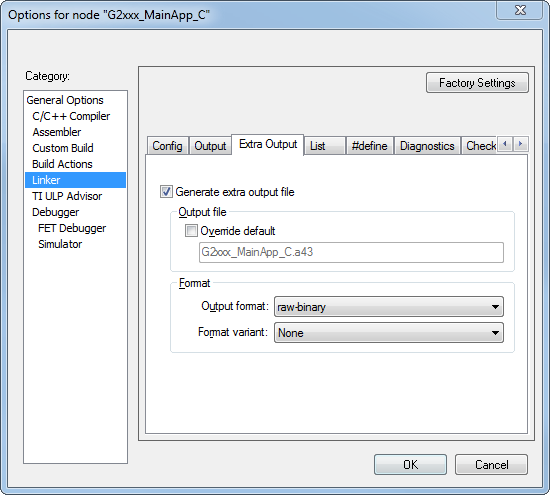 Options for node "G2xxx_MainApp_C"
Category:
General Options
C/C++ Compiler
Assembler
Custom Build
Build Actions
Linker
TI ULP Advisor
Debugger
FET Debugger
Simulator
Factory Settings
Config Output Extra Output List #define Diagnostics Check
Generate extra output file
Output file
Override default
G2xxx_MainApp_C.a43
Format
Output format: raw-binary
Format variant: None
OK Cancel